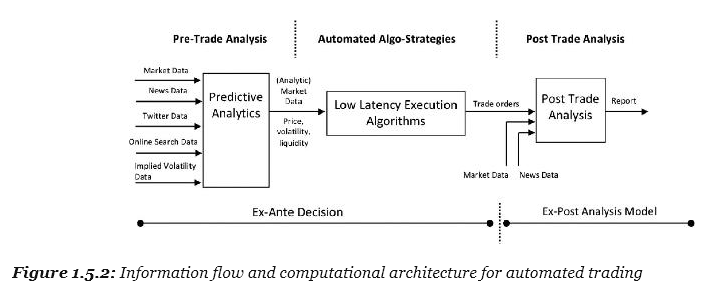 Pre-Trade Analysis
Automated Algo-Strategies
Post Trade Analysis
Market Data
News Data
Twitter Data
Online Search Data
Implied Volatility
Data
Predictive
Analytics
(Analytic)
Market
Data
Price,
volatility,
liquidity
Low Latency Execution
Algorithms
Trade orders
Post Trade
Analysis
Report
Market Data
News Data
Ex-Ante Decision
Ex-Post Analysis Model
Figure 1.5.2: Information flow and computational architecture for automated trading